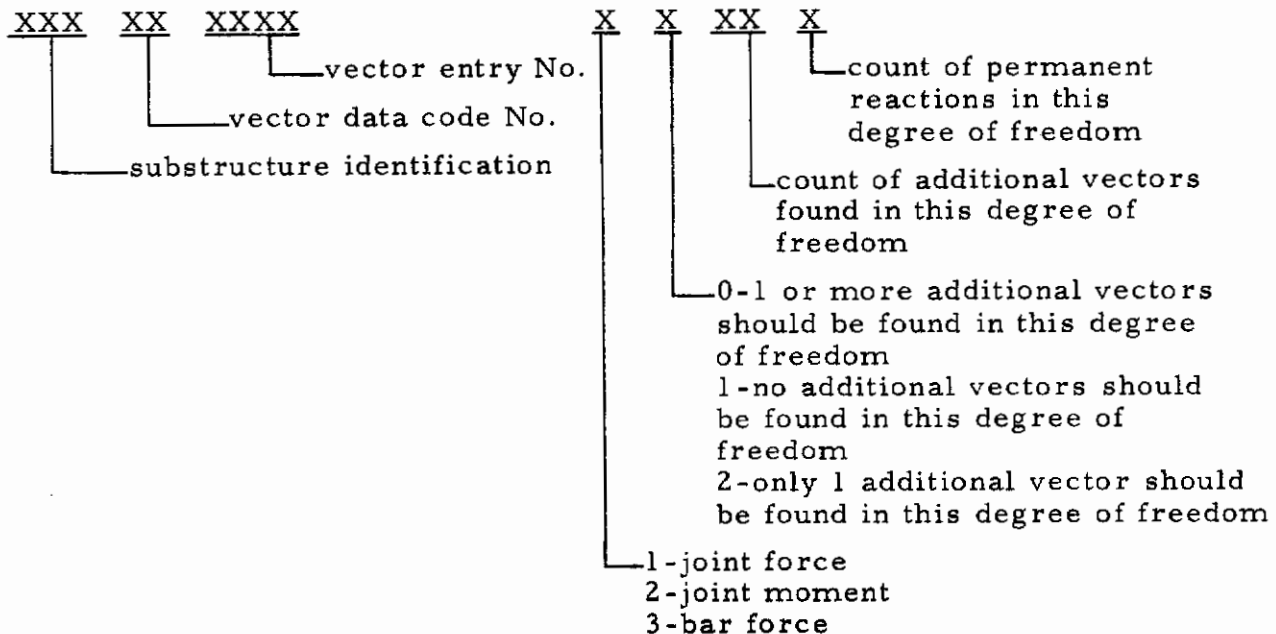 XXX XX XXXX X X XX X
vector entry No.
vector data code No.
substructure identification
count of permanent
reactions in this
degree of freedom
count of additional vectors
found in this degree of
freedom
0-1 or more additional vectors
should be found in this degree
of freedom
1-no additional vectors should
be found in this degree of
freedom
2-only 1 additional vector should
be found in this degree of freedom
1-joint force
2-joint moment
3-bar force